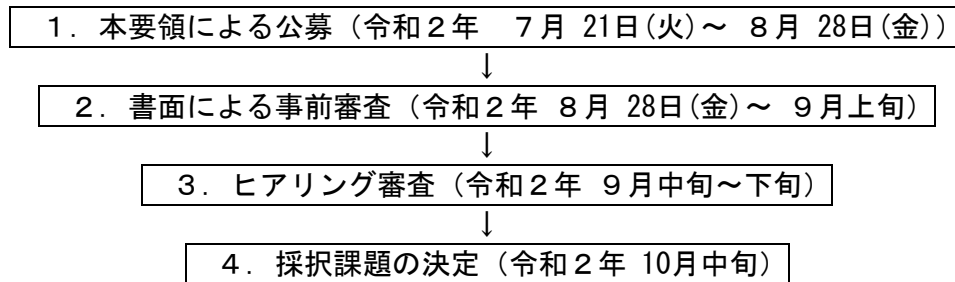 １．本要領による公募（令和２年　７月 21日(火)～ ８月 28日(金)）
↓
２．書面による事前審査（令和２年 ８月 28日(金)～ ９月上旬）
↓
３．ヒアリング審査（令和２年 ９月中旬～下旬）
↓
４．採択課題の決定（令和２年 10月中旬）